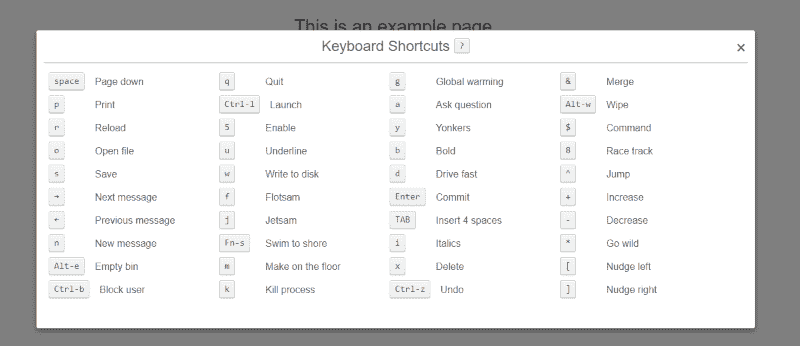 This is an example page
Keyboard Shortcuts ?
×
space Page down
p Print
r Reload
o Open file
s Save
→ Next message
← Previous message
n New message
Alt-e Empty bin
Ctrl-b Block user
q Quit
Ctrl-l Launch
5 Enable
u Underline
w Write to disk
f Flotsam
j Jetsam
Fn-s Swim to shore
m Make on the floor
k Kill process
g Global warming
a Ask question
y Yonkers
b Bold
d Drive fast
Enter Commit
TAB Insert 4 spaces
i Italics
x Delete
Ctrl-z Undo
& Merge
Alt-w Wipe
$ Command
8 Race track
^ Jump
+ Increase
- Decrease
* Go wild
[ Nudge left
] Nudge right